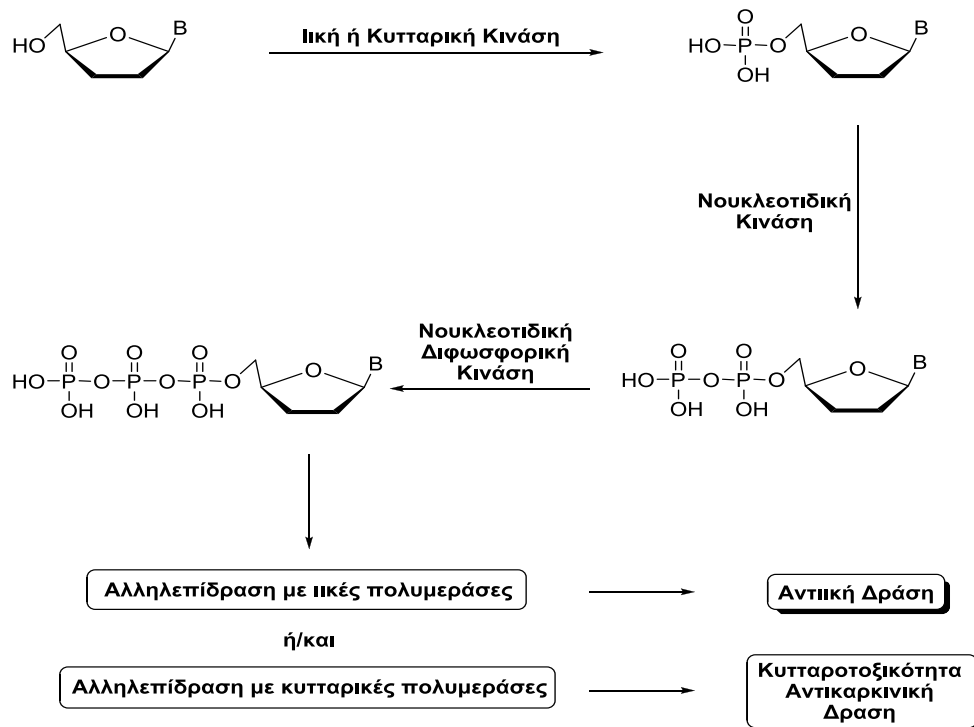 HO
O
B
Ιική ή Κυτταρική Κινάση
O
HO P O
OH
O
B
Νουκλεοτιδική
Κινάση
Νουκλεοτιδική
Διφωσφορική
Κινάση
O O O
HO P O P O P O
OH OH OH
O
B
O O
HO P O P O
OH OH
O
B
Αλληλεπίδραση με ιικές πολυμεράσες
Αντιική Δράση
ή/και
Αλληλεπίδραση με κυτταρικές πολυμεράσες
Κυτταροτοξικότητα
Αντικαρκινική
Δραση